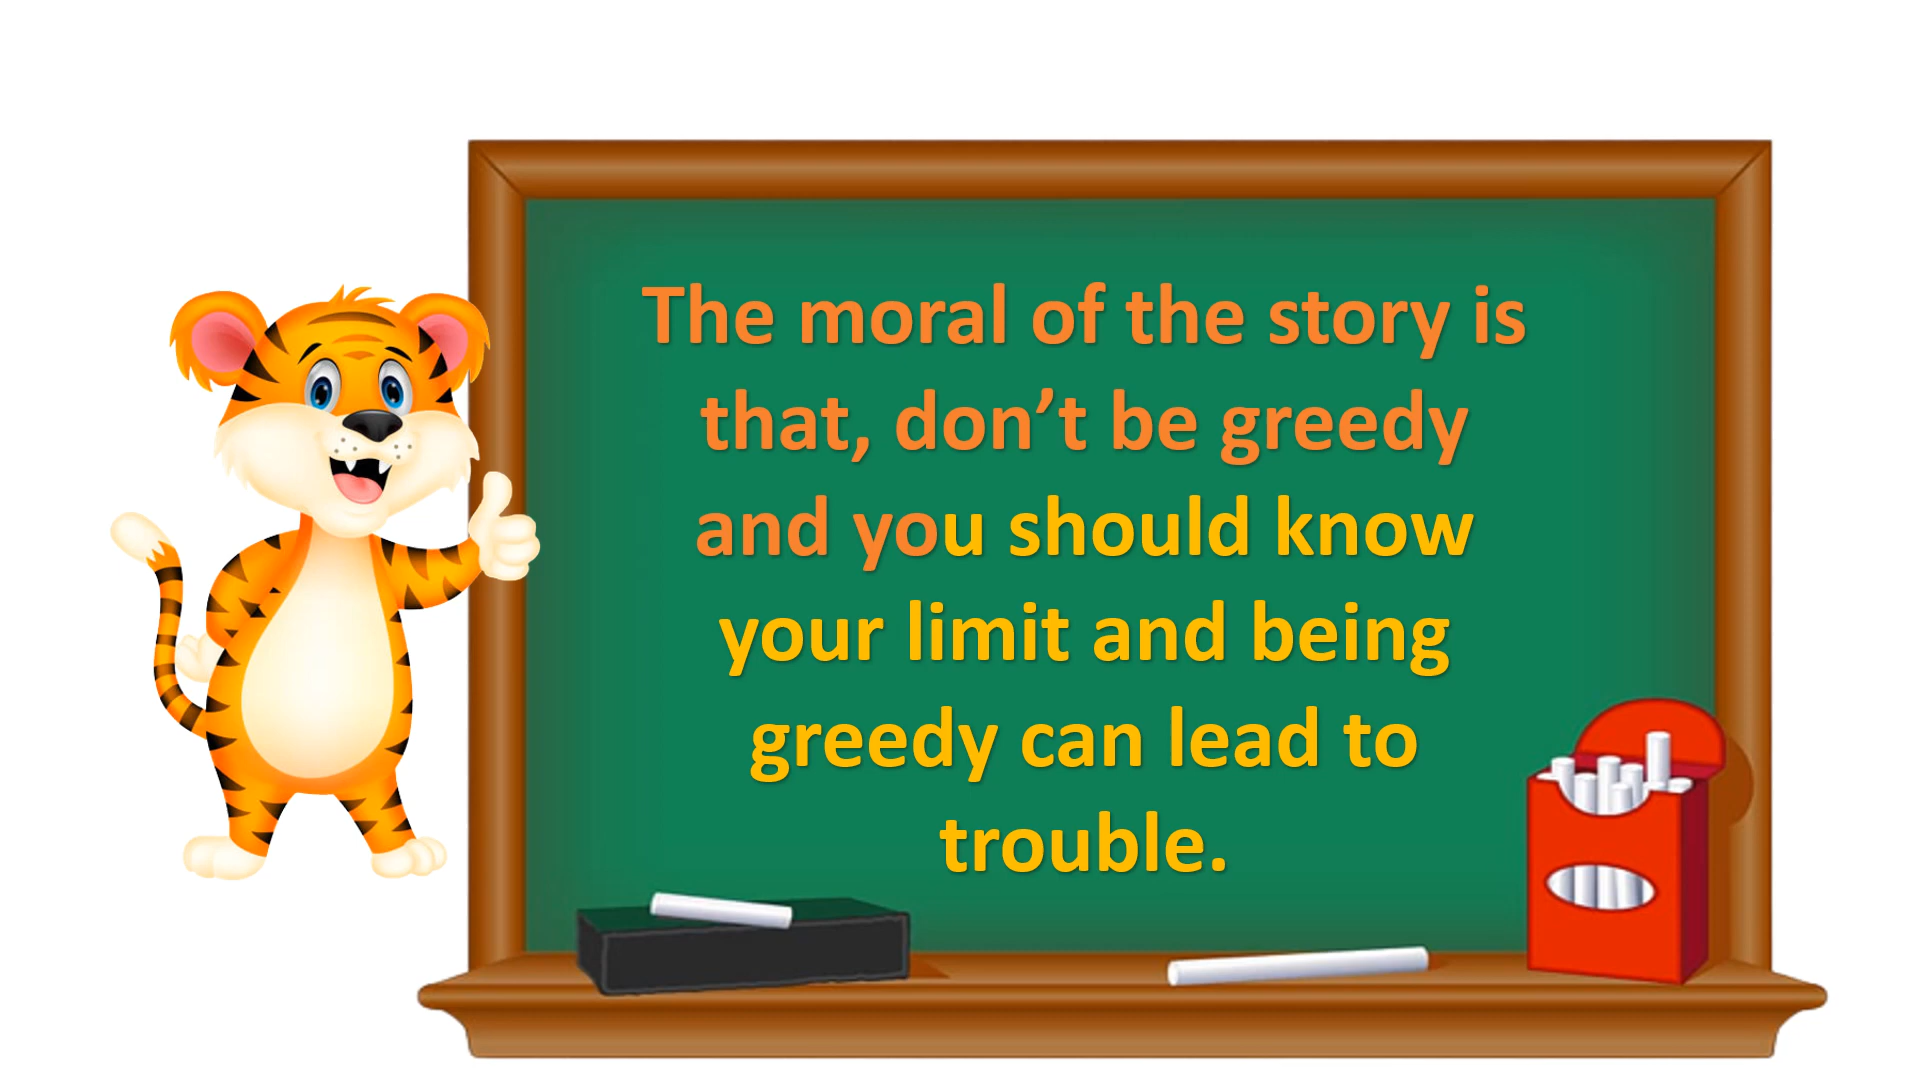 The moral of the story is
that, don’t be greedy
and you should know
your limit and being
greedy can lead to
trouble.